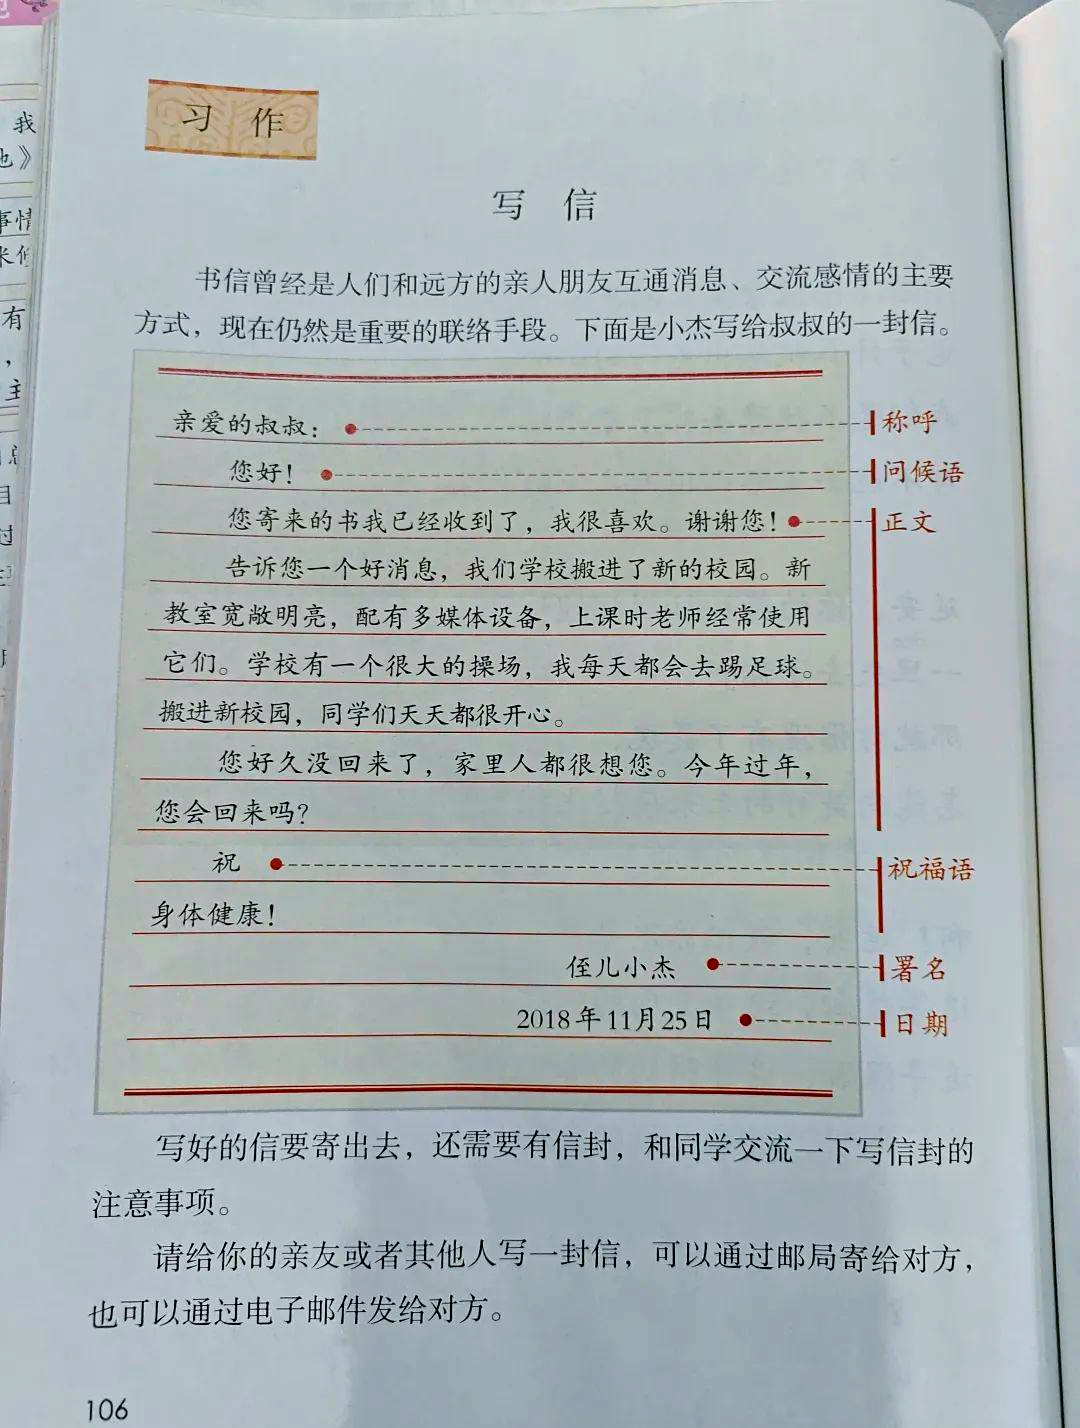 习 作
写 信
书信曾经是人们和远方的亲人朋友互通消息、交流感情的主要
方式，现在仍然是重要的联络手段。下面是小杰写给叔叔的一封信。
亲爱的叔叔： 称呼
您好！ 问候语
您寄来的书我已经收到了，我很喜欢。谢谢您！ 正文
告诉您一个好消息，我们学校搬进了新的校园。新
教室宽敞明亮，配有多媒体设备，上课时老师经常使用
它们。学校有一个很大的操场，我每天都会去踢足球。
搬进新校园，同学们天天都很开心。
您好久没回来了，家里人都很想您。今年过年，
您会回来吗？
祝 祝福语
身体健康！
侄儿小杰 署名
2018年11月25日 日期
写好的信要寄出去，还需要有信封，和同学交流一下写信封的
注意事项。
请给你的亲友或者其他人写一封信，可以通过邮局寄给对方，
也可以通过电子邮件发给对方。
106